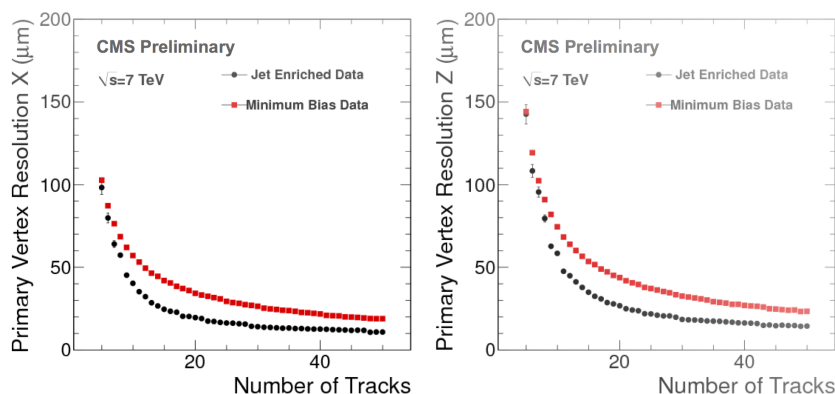 200
150
100
50
0
20
40
Primary Vertex Resolution X (μm)
Number of Tracks
CMS Preliminary
√s=7 TeV
Jet Enriched Data
Minimum Bias Data
200
150
100
50
0
20
40
Primary Vertex Resolution Z (μm)
Number of Tracks
CMS Preliminary
√s=7 TeV
Jet Enriched Data
Minimum Bias Data